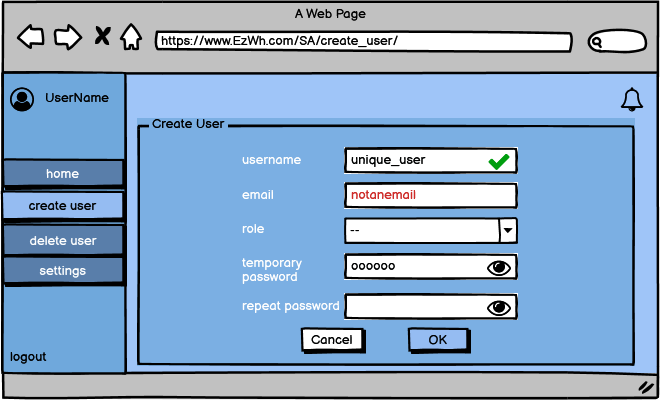 A Web Page
https://www.EzWh.com/SA/create_user/
UserName
home
create user
delete user
settings
logout
Create User
username
unique_user
email
notanemail
role
--
temporary
password
oooooo
repeat password
Cancel
OK